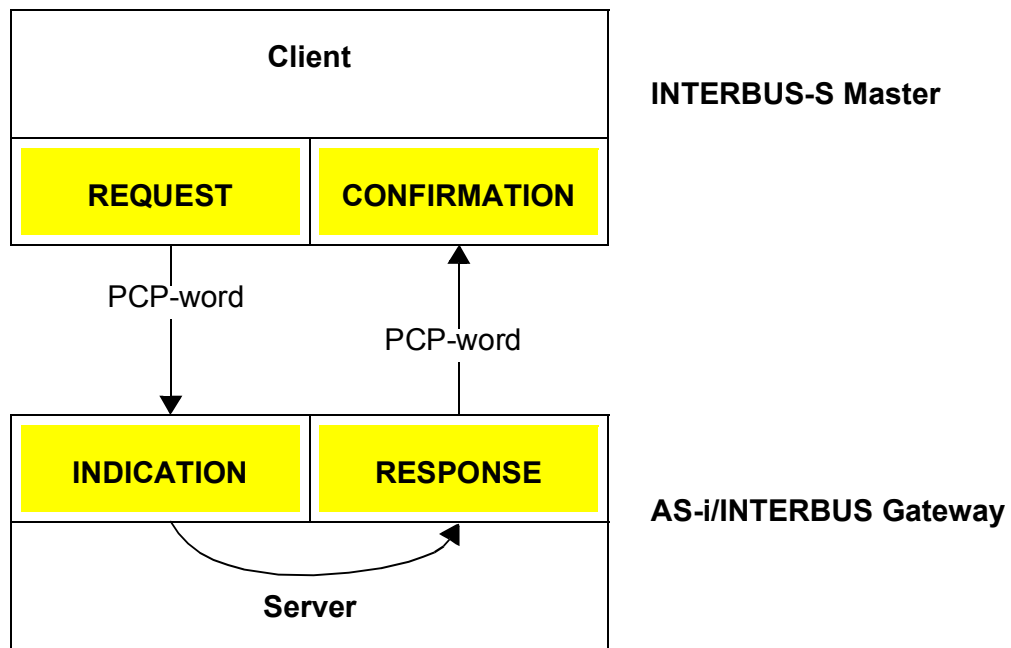 Client
INTERBUS-S Master
REQUEST
CONFIRMATION
PCP-word
PCP-word
INDICATION
RESPONSE
AS-i/INTERBUS Gateway
Server